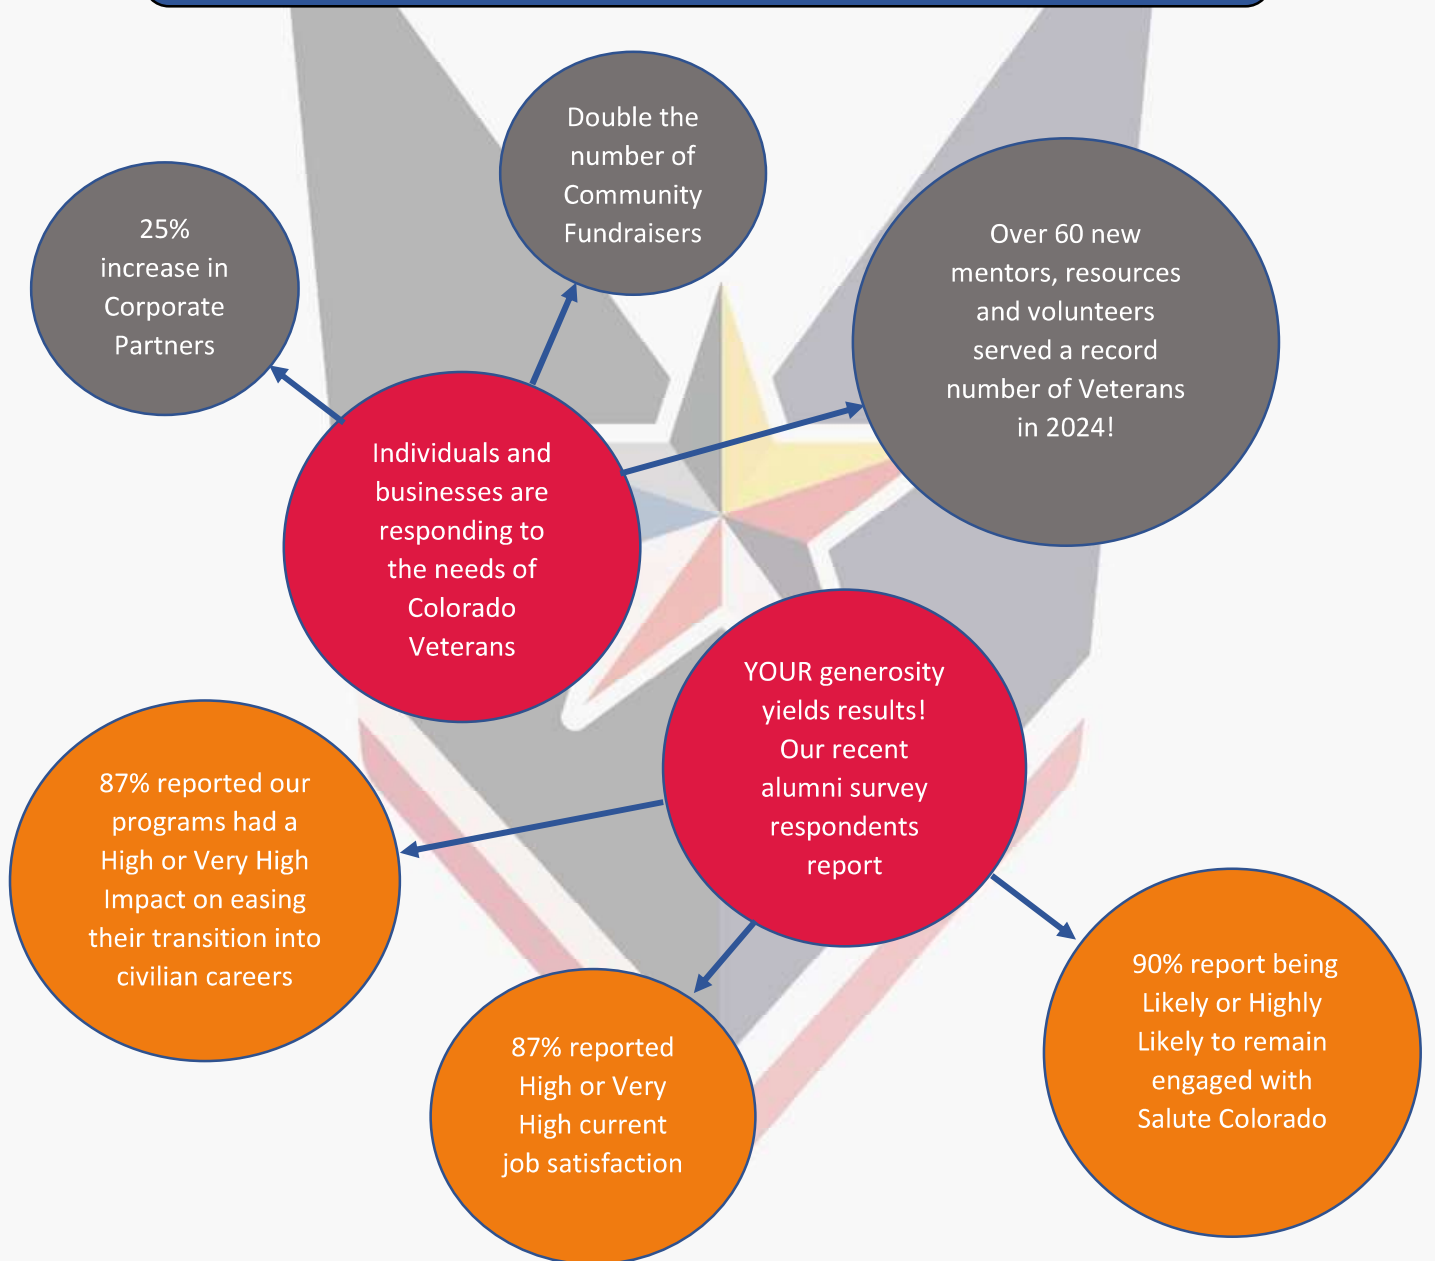 Double the
number of
Community
Fundraisers
25%
increase in
Corporate
Partners
Over 60 new
mentors, resources
and volunteers
served a record
number of Veterans
in 2024!
Individuals and
businesses are
responding to
the needs of
Colorado
Veterans
YOUR generosity
yields results!
Our recent
alumni survey
respondents
report
87% reported our
programs had a
High or Very High
Impact on easing
their transition into
civilian careers
87% reported
High or Very
High current
job satisfaction
90% report being
Likely or Highly
Likely to remain
engaged with
Salute Colorado